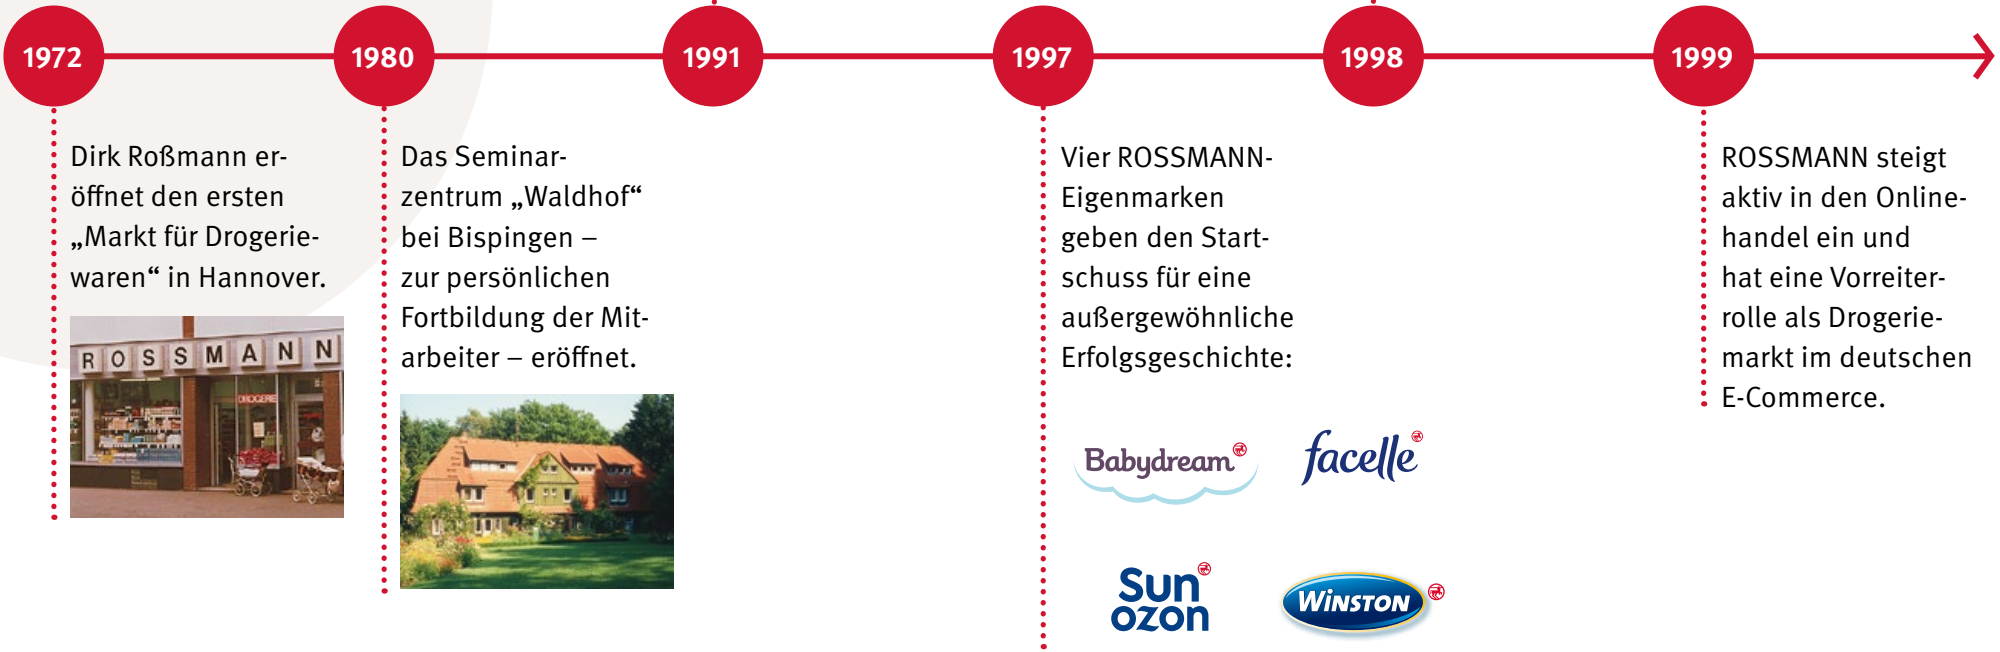 1972
1980
1991
1997
1998
1999
Dirk Roßmann er-
öffnet den ersten
„Markt für Drogerie-
waren“ in Hannover.
ROSSMANN
DROGERIE
Das Seminar-
zentrum „Waldhof“
bei Bispingen –
zur persönlichen
Fortbildung der Mit-
arbeiter – eröffnet.
Vier ROSSMANN-
Eigenmarken
geben den Start-
schuss für eine
außergewöhnliche
Erfolgsgeschichte:
Babydream
facelle
Sun
ozon
WINSTON
ROSSMANN steigt
aktiv in den Online-
handel ein und
hat eine Vorreiter-
rolle als Drogerie-
markt im deutschen
E-Commerce.